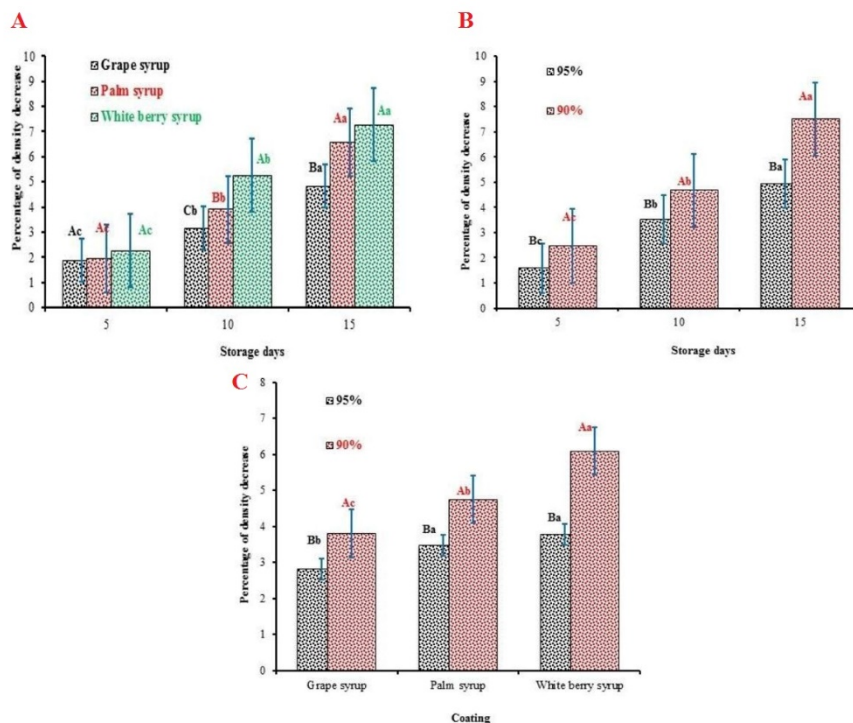 A
Percentage of density decrease
10
9
8
7
6
5
4
3
2
1
0
Grape syrup
Palm syrup
White berry syrup
Ac
Ac
Ac
Cb
Bb
Ab
Ba
Aa
Aa
5
10
15
Storage days
B
Percentage of density decrease
10
9
8
7
6
5
4
3
2
1
0
95%
90%
Bc
Ac
Bb
Ab
Ba
Aa
5
10
15
Storage days
C
Percentage of density decrease
8
7
6
5
4
3
2
1
0
95%
90%
Bb
Ac
Ba
Ab
Ba
Aa
Grape syrup
Palm syrup
White berry syrup
Coating